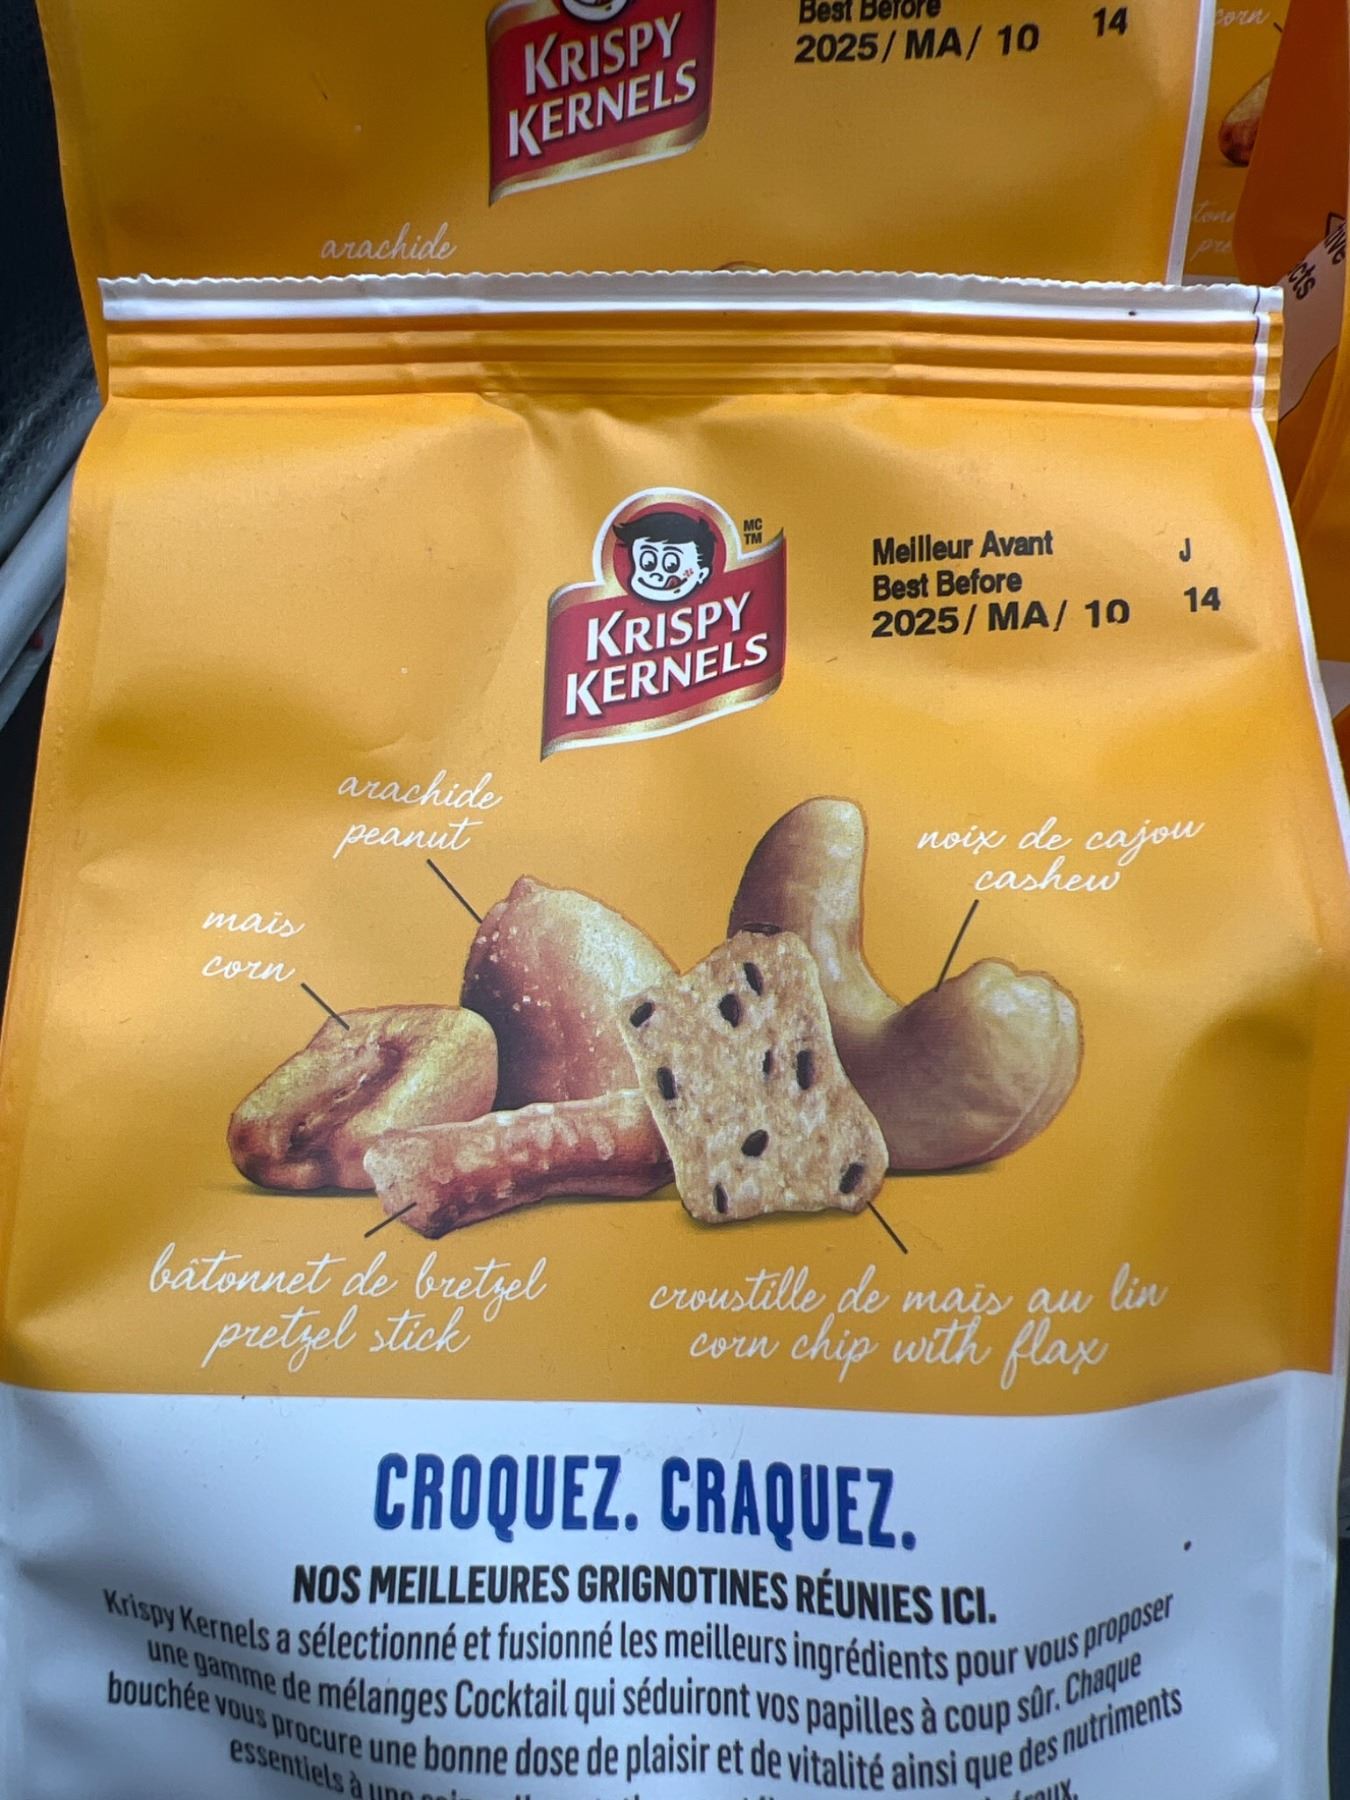 KRISPY
KERNELS
Best Before
2025/ MA/ 10 14
corn
arachide
MC
TM
KRISPY
KERNELS
Meilleur Avant J
Best Before
2025/ MA/ 10 14
arachide
peanut
noix de cajou
cashew
maïs
corn
bâtonnet de bretzel
pretzel stick
croustille de maïs au lin
corn chip with flax
CROQUEZ. CRAQUEZ.
NOS MEILLEURES GRIGNOTINES RÉUNIES ICI.
Krispy Kernels a sélectionné et fusionné les meilleurs ingrédients pour vous proposer
une gamme de mélanges Cocktail qui séduiront vos papilles à coup sûr. Chaque
bouchée vous procure une bonne dose de plaisir et de vitalité ainsi que des nutriments
essentiels à une